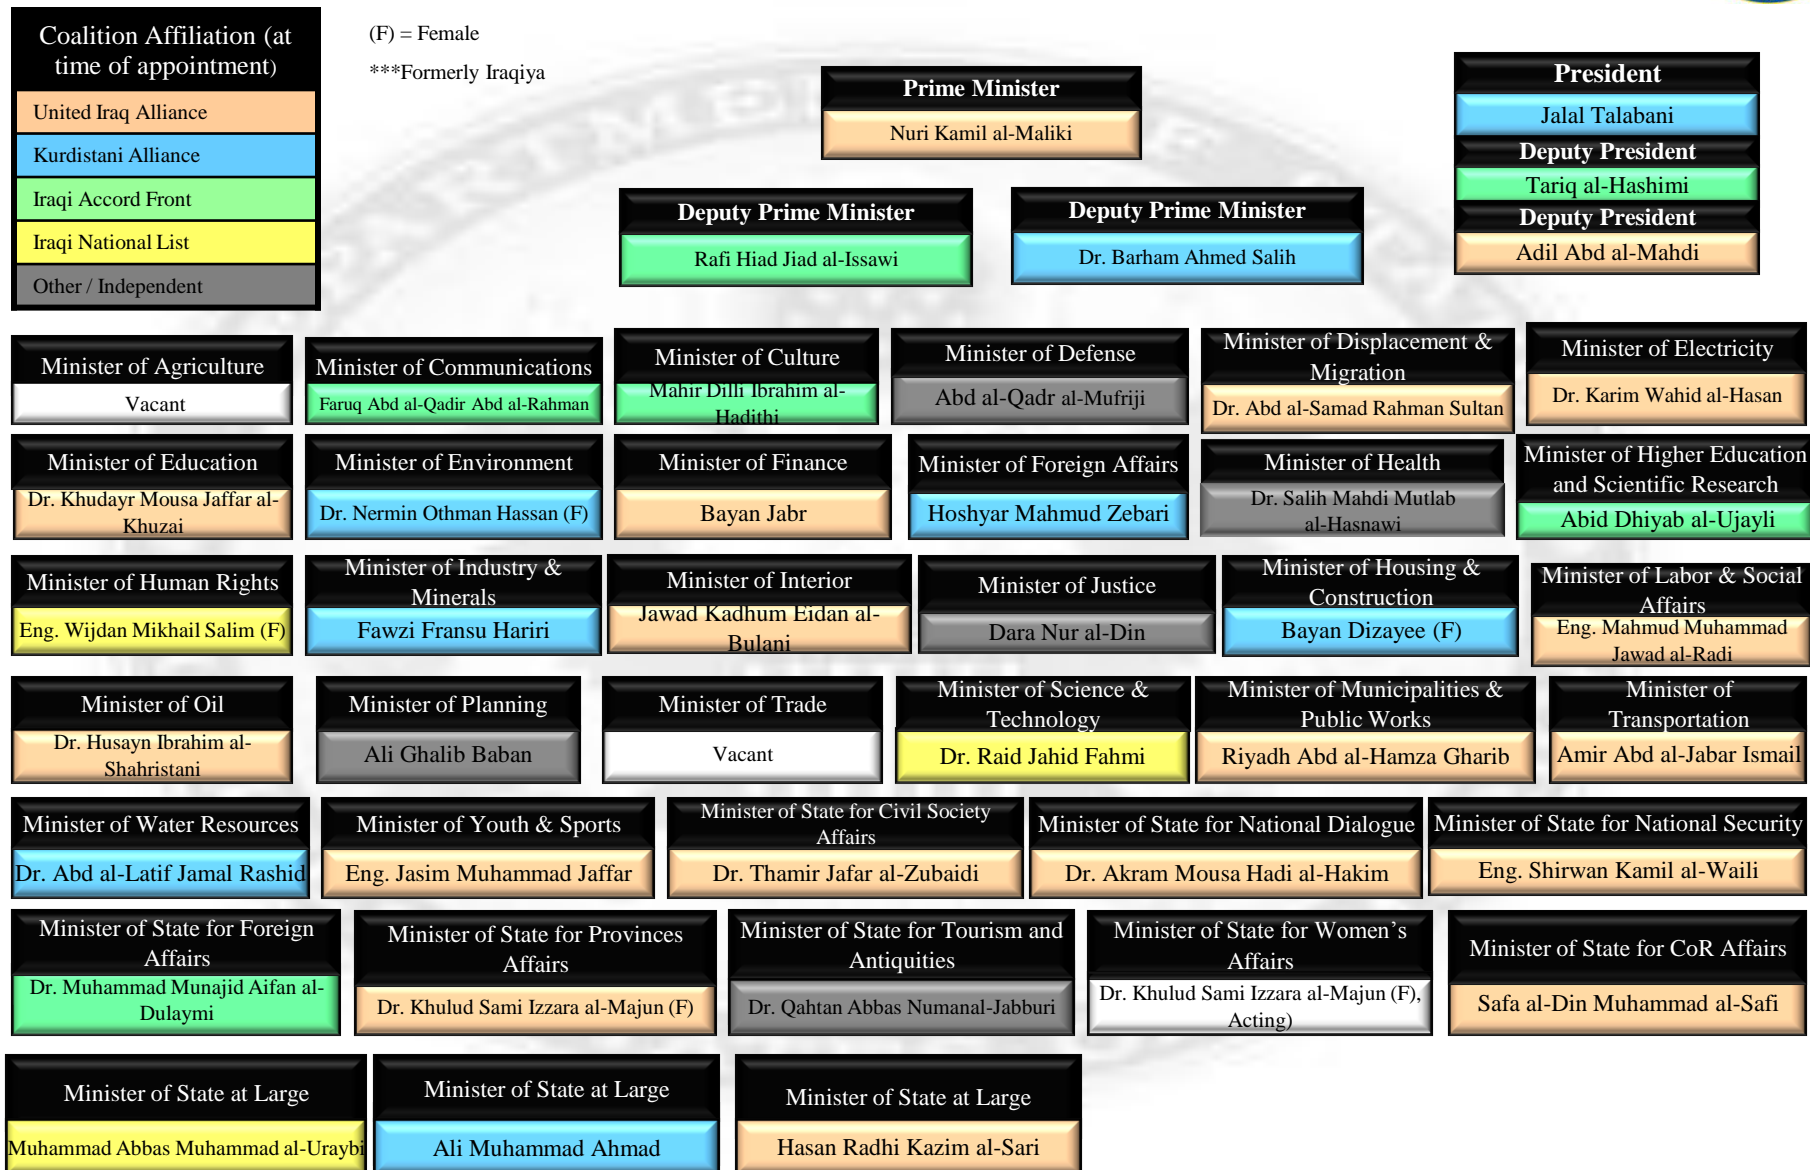 Coalition Affiliation (at
time of appointment)
United Iraq Alliance
Kurdistani Alliance
Iraqi Accord Front
Iraqi National List
Other / Independent
(F) = Female
***Formerly Iraqiya
Prime Minister
Nuri Kamil al-Maliki
President
Jalal Talabani
Deputy President
Tariq al-Hashimi
Deputy President
Adil Abd al-Mahdi
Deputy Prime Minister
Rafi Hiad Jiad al-Issawi
Deputy Prime Minister
Dr. Barham Ahmed Salih
Minister of Agriculture
Vacant
Minister of Communications
Faruq Abd al-Qadir Abd al-Rahman
Minister of Culture
Mahir Dilli Ibrahim al-
Hadithi
Minister of Defense
Abd al-Qadr al-Mufriji
Minister of Displacement &
Migration
Dr. Abd al-Samad Rahman Sultan
Minister of Electricity
Dr. Karim Wahid al-Hasan
Minister of Education
Dr. Khudayr Mousa Jaffar al-
Khuzai
Minister of Environment
Dr. Nermin Othman Hassan (F)
Minister of Finance
Bayan Jabr
Minister of Foreign Affairs
Hoshyar Mahmud Zebari
Minister of Health
Dr. Salih Mahdi Mutlab
al-Hasnawi
Minister of Higher Education
and Scientific Research
Abid Dhiyab al-Ujayli
Minister of Human Rights
Eng. Wijdan Mikhail Salim (F)
Minister of Industry &
Minerals
Fawzi Fransu Hariri
Minister of Interior
Jawad Kadhum Eidan al-
Bulani
Minister of Justice
Dara Nur al-Din
Minister of Housing &
Construction
Bayan Dizayee (F)
Minister of Labor & Social
Affairs
Eng. Mahmud Muhammad
Jawad al-Radi
Minister of Oil
Dr. Husayn Ibrahim al-
Shahristani
Minister of Planning
Ali Ghalib Baban
Minister of Trade
Vacant
Minister of Science &
Technology
Dr. Raid Jahid Fahmi
Minister of Municipalities &
Public Works
Riyadh Abd al-Hamza Gharib
Minister of
Transportation
Amir Abd al-Jabar Ismail
Minister of Water Resources
Dr. Abd al-Latif Jamal Rashid
Minister of Youth & Sports
Eng. Jasim Muhammad Jaffar
Minister of State for Civil Society
Affairs
Dr. Thamir Jafar al-Zubaidi
Minister of State for National Dialogue
Dr. Akram Mousa Hadi al-Hakim
Minister of State for National Security
Eng. Shirwan Kamil al-Waili
Minister of State for Foreign
Affairs
Dr. Muhammad Munajid Aifan al-
Dulaymi
Minister of State for Provinces
Affairs
Dr. Khulud Sami Izzara al-Majun (F)
Minister of State for Tourism and
Antiquities
Dr. Qahtan Abbas Numanal-Jabburi
Minister of State for Women's
Affairs
Dr. Khulud Sami Izzara al-Majun (F),
Acting)
Minister of State for CoR Affairs
Safa al-Din Muhammad al-Safi
Minister of State at Large
Muhammad Abbas Muhammad al-Uraybi
Minister of State at Large
Ali Muhammad Ahmad
Minister of State at Large
Hasan Radhi Kazim al-Sari